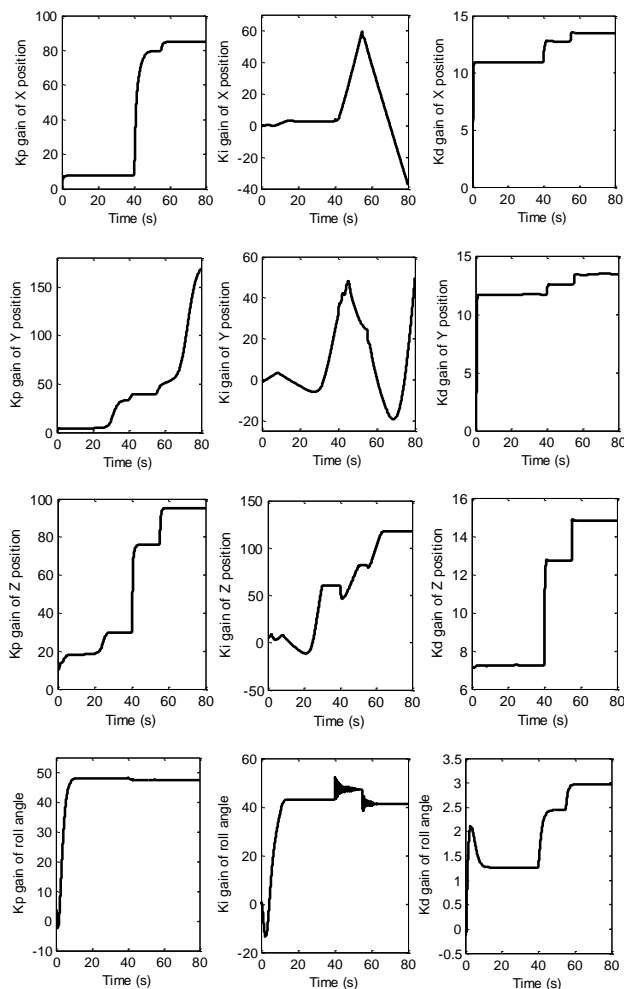 Kp gain of X position
100
80
60
40
20
0
0 20 40 60 80
Time (s)
Ki gain of X position
60
40
20
0
-20
-40
0 20 40 60 80
Time (s)
Kd gain of X position
15
10
5
0
0 20 40 60 80
Time (s)
Kp gain of Y position
150
100
50
0
0 20 40 60 80
Time (s)
Ki gain of Y position
60
40
20
0
-20
0 20 40 60 80
Time (s)
Kd gain of Y position
15
10
5
0
0 20 40 60 80
Time (s)
Kp gain of Z position
100
80
60
40
20
0
0 20 40 60 80
Time (s)
Ki gain of Z position
150
100
50
0
-50
0 20 40 60 80
Time (s)
Kd gain of Z position
16
14
12
10
8
6
0 20 40 60 80
Time (s)
Kp gain of roll angle
50
40
30
20
10
0
-10
0 20 40 60 80
Time (s)
Ki gain of roll angle
60
40
20
0
-20
0 20 40 60 80
Time (s)
Kd gain of roll angle
3.5
3
2.5
2
1.5
1
0.5
0
-0.5
0 20 40 60 80
Time (s)